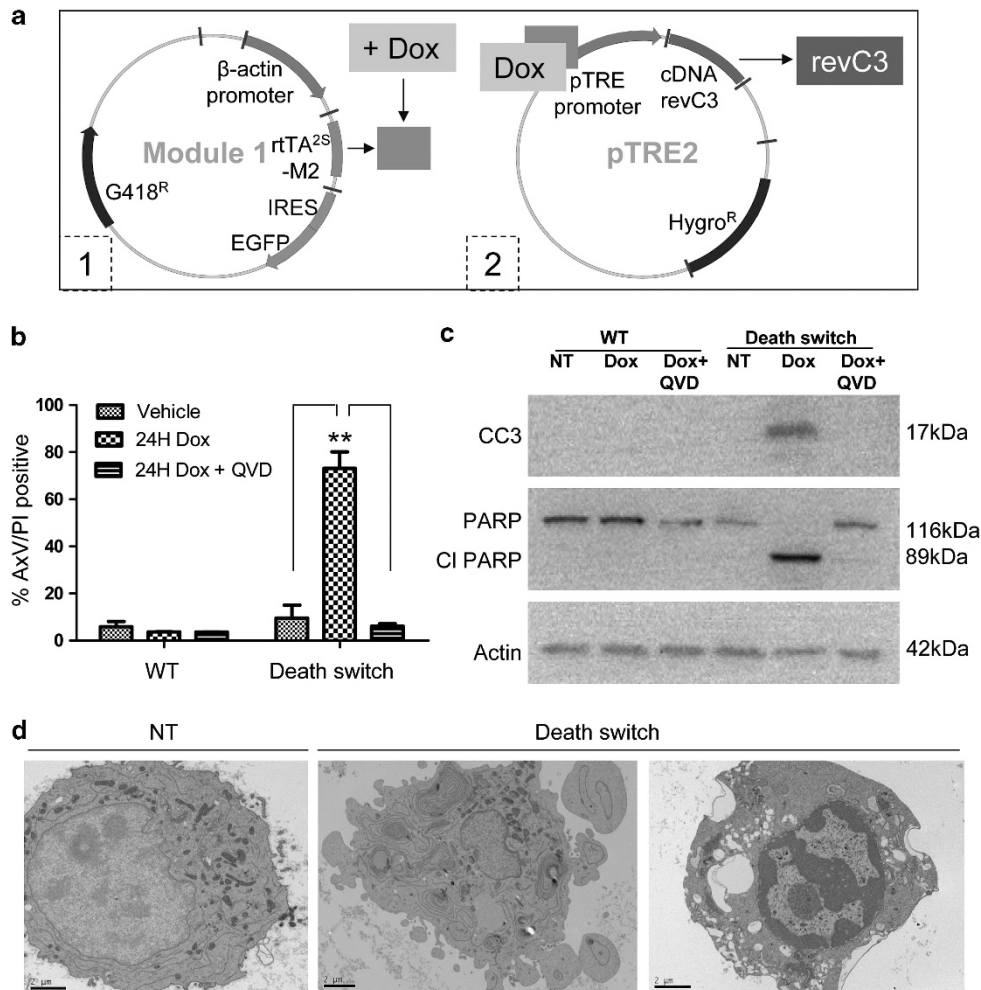 a
β-actin
promoter
+ Dox
Module 1
rtTA2S
-M2
G418R
IRES
EGFP
1
Dox
pTRE
promoter
cDNA
revC3
revC3
pTRE2
HygroR
2
b
% AxV/PI positive
100
80
60
40
20
0
Vehicle
24H Dox
24H Dox + QVD
**
WT
Death switch
c
WT Death switch
NT Dox Dox+ NT Dox Dox+
QVD QVD
CC3 17kDa
PARP 116kDa
Cl PARP 89kDa
Actin 42kDa
d
NT Death switch
2 µm 2 µm 2 µm